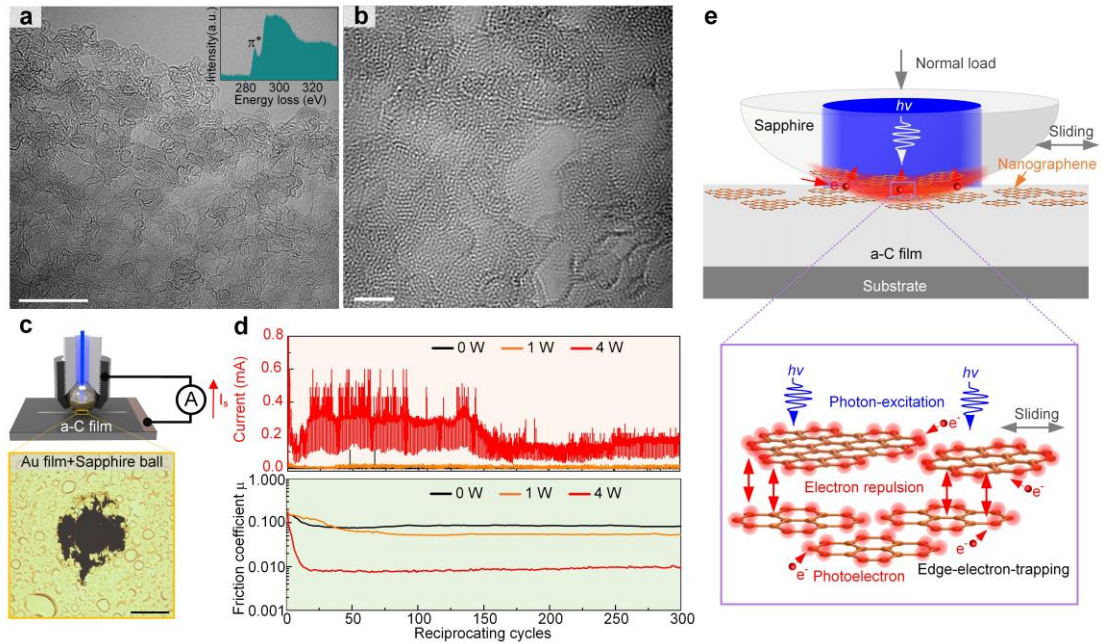 a
Intensity(a.u.)
π*
280 300 320
Energy loss (eV)
b
c
A
Is
a-C film
Au film+Sapphire ball
d
0 W 1 W 4 W
Current (mA)
0.8
0.6
0.4
0.2
0.0
0 W 1 W 4 W
Friction coefficient μ
1.000
0.100
0.010
0.001
0 50 100 150 200 250 300
Reciprocating cycles
e
Normal load
hν
Sapphire
Sliding
Nanographene
e-
a-C film
Substrate
hν
hν
Photon-excitation
Sliding
e-
Electron repulsion
e-
e-
e-
Photoelectron
Edge-electron-trapping